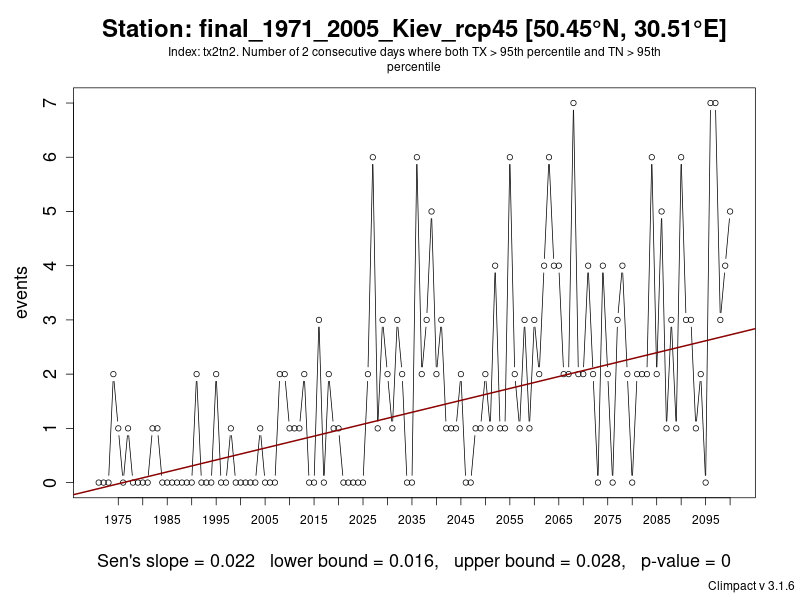 Station: final_1971_2005_Kiev_rcp45 [50.45°N, 30.51°E]
Index: tx2tn2. Number of 2 consecutive days where both TX > 95th percentile and TN > 95th
percentile
7
6
5
4
3
2
1
0
events
1975 1985 1995 2005 2015 2025 2035 2045 2055 2065 2075 2085 2095
Sen's slope = 0.022 lower bound = 0.016, upper bound = 0.028, p-value = 0
Climpact v 3.1.6